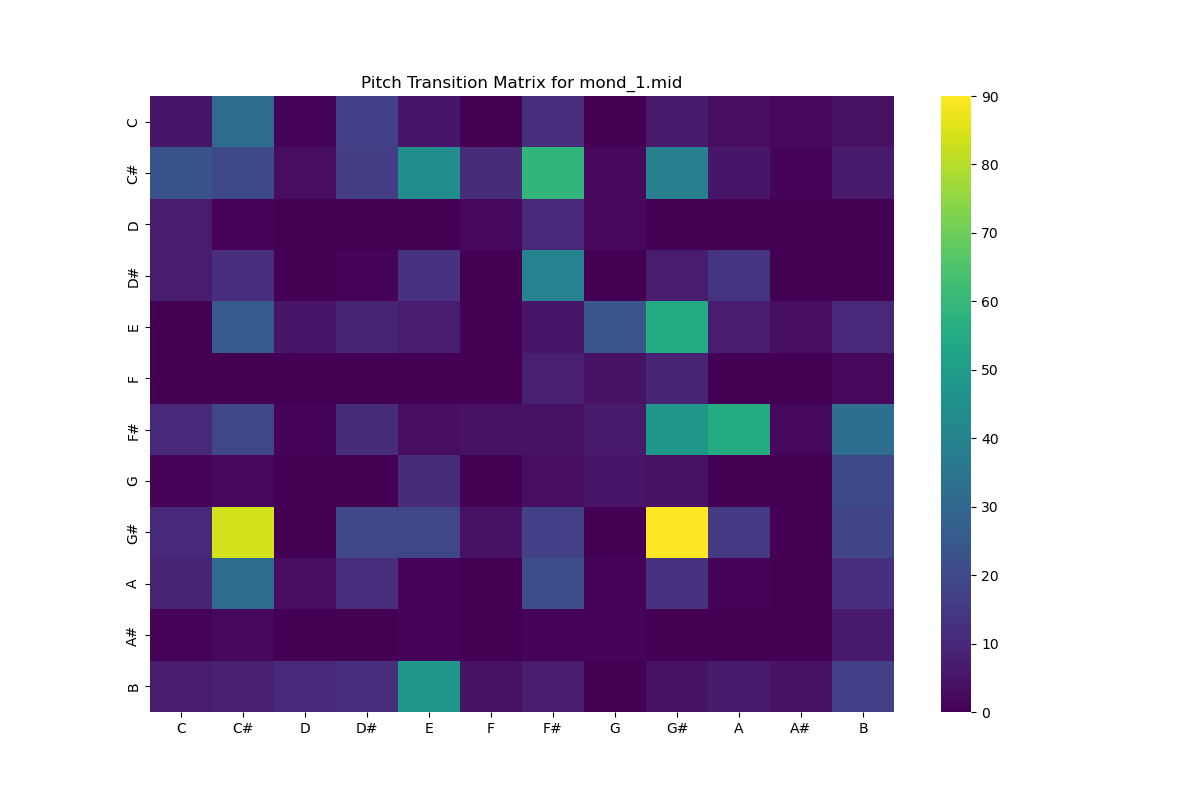 Pitch Transition Matrix for mond_1.mid
C
C#
D
D#
E
F
F#
G
G#
A
A#
B
C C# D D# E F F# G G# A A# B
90
80
70
60
50
40
30
20
10
0